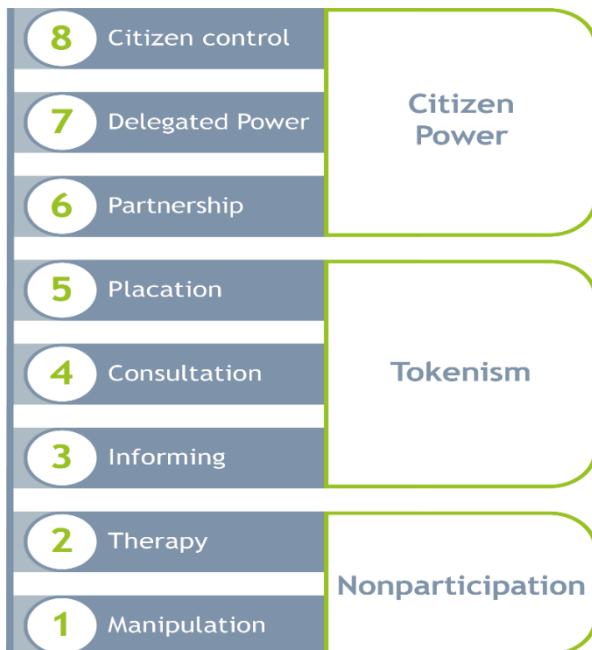 8 Citizen control
7 Delegated Power
6 Partnership
Citizen
Power
5 Placation
4 Consultation
3 Informing
Tokenism
2 Therapy
1 Manipulation
Nonparticipation